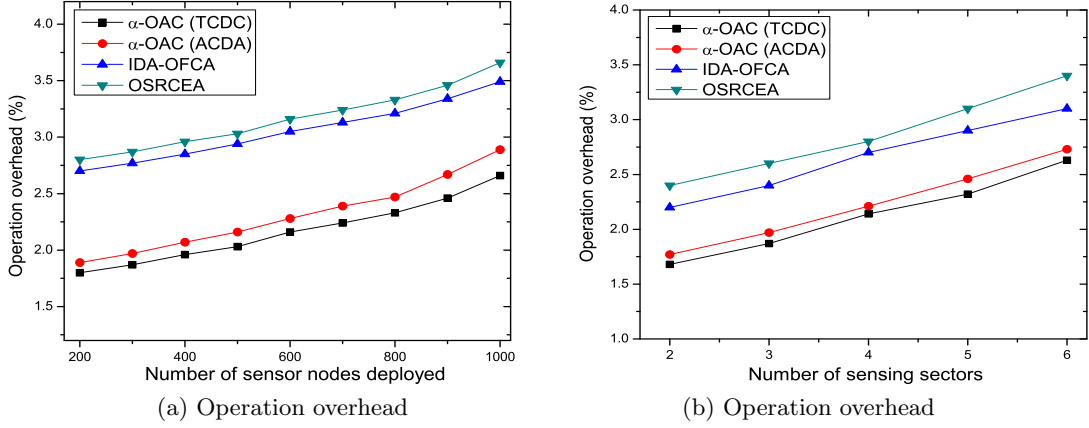 4.0
3.5
3.0
2.5
2.0
1.5
Operation overhead (%)
α-OAC (TCDC)
α-OAC (ACDA)
IDA-OFCA
OSRCEA
200
400
600
800
1000
Number of sensor nodes deployed
(a) Operation overhead
4.0
3.5
3.0
2.5
2.0
1.5
1.0
Operation overhead (%)
α-OAC (TCDC)
α-OAC (ACDA)
IDA-OFCA
OSRCEA
2
3
4
5
6
Number of sensing sectors
(b) Operation overhead